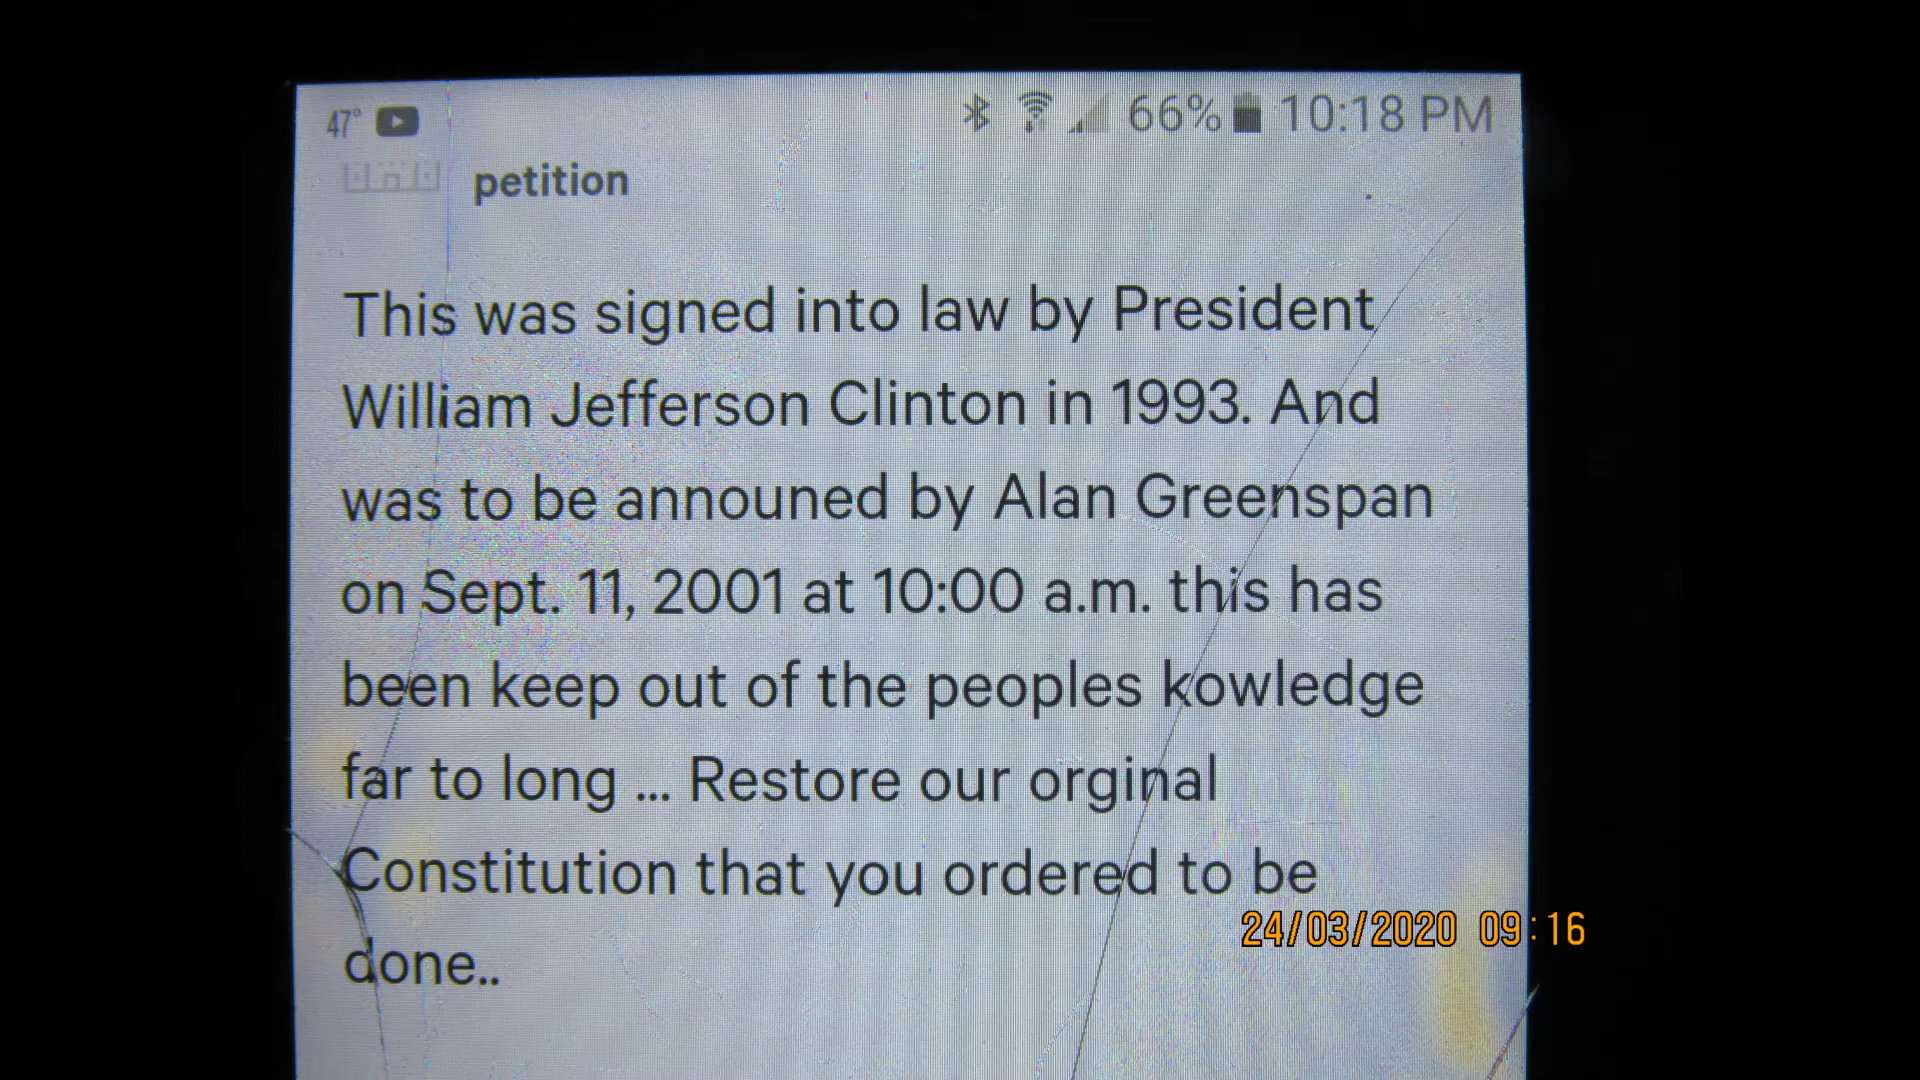 47° 66% 10:18 PM
petition
This was signed into law by President
William Jefferson Clinton in 1993. And
was to be announed by Alan Greenspan
on Sept. 11, 2001 at 10:00 a.m. this has
been keep out of the peoples kowledge
far to long ... Restore our orginal
Constitution that you ordered to be
done..
24/03/2020 09:16